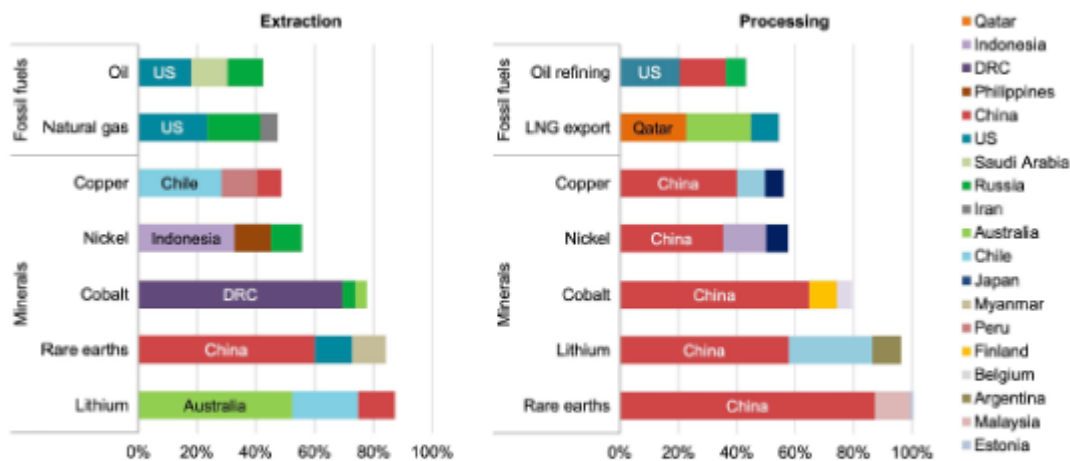 Extraction
Fossil fuels
Oil
US
Natural gas
US
Minerals
Copper
Chile
Nickel
Indonesia
Cobalt
DRC
Rare earths
China
Lithium
Australia
0% 20% 40% 60% 80% 100%
Processing
Fossil fuels
Oil refining
US
LNG export
Qatar
Minerals
Copper
China
Nickel
China
Cobalt
China
Lithium
China
Rare earths
China
0% 20% 40% 60% 80% 100%
Qatar
Indonesia
DRC
Philippines
China
US
Saudi Arabia
Russia
Iran
Australia
Chile
Japan
Myanmar
Peru
Finland
Belgium
Argentina
Malaysia
Estonia